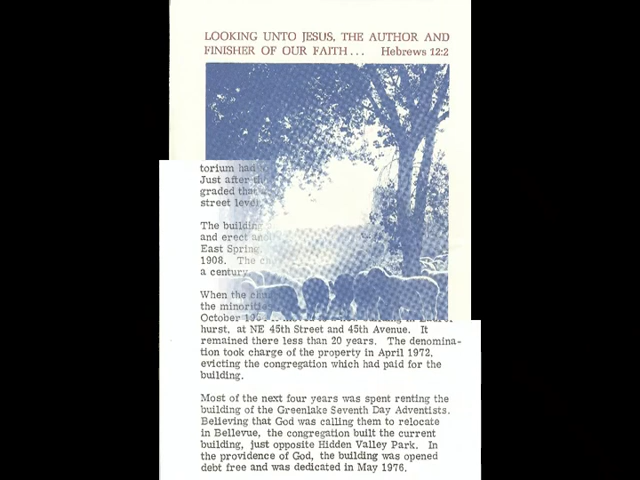 LOOKING UNTO JESUS, THE AUTHOR AND
FINISHER OF OUR FAITH... Hebrews 12:2
torium had
Just after
graded that
street level
The building
and erect
East Spring
1908. The
a century
When the
the minorities
October
hurst, at NE 45th Street and 45th Avenue. It
remained there less than 20 years. The denomina-
tion took charge of the property in April 1972,
evicting the congregation which had paid for the
building.
Most of the next four years was spent renting the
building of the Greenlake Seventh Day Adventists.
Believing that God was calling them to relocate
in Bellevue, the congregation built the current
building, just opposite Hidden Valley Park. In
the providence of God, the building was opened
debt free and was dedicated in May 1976.